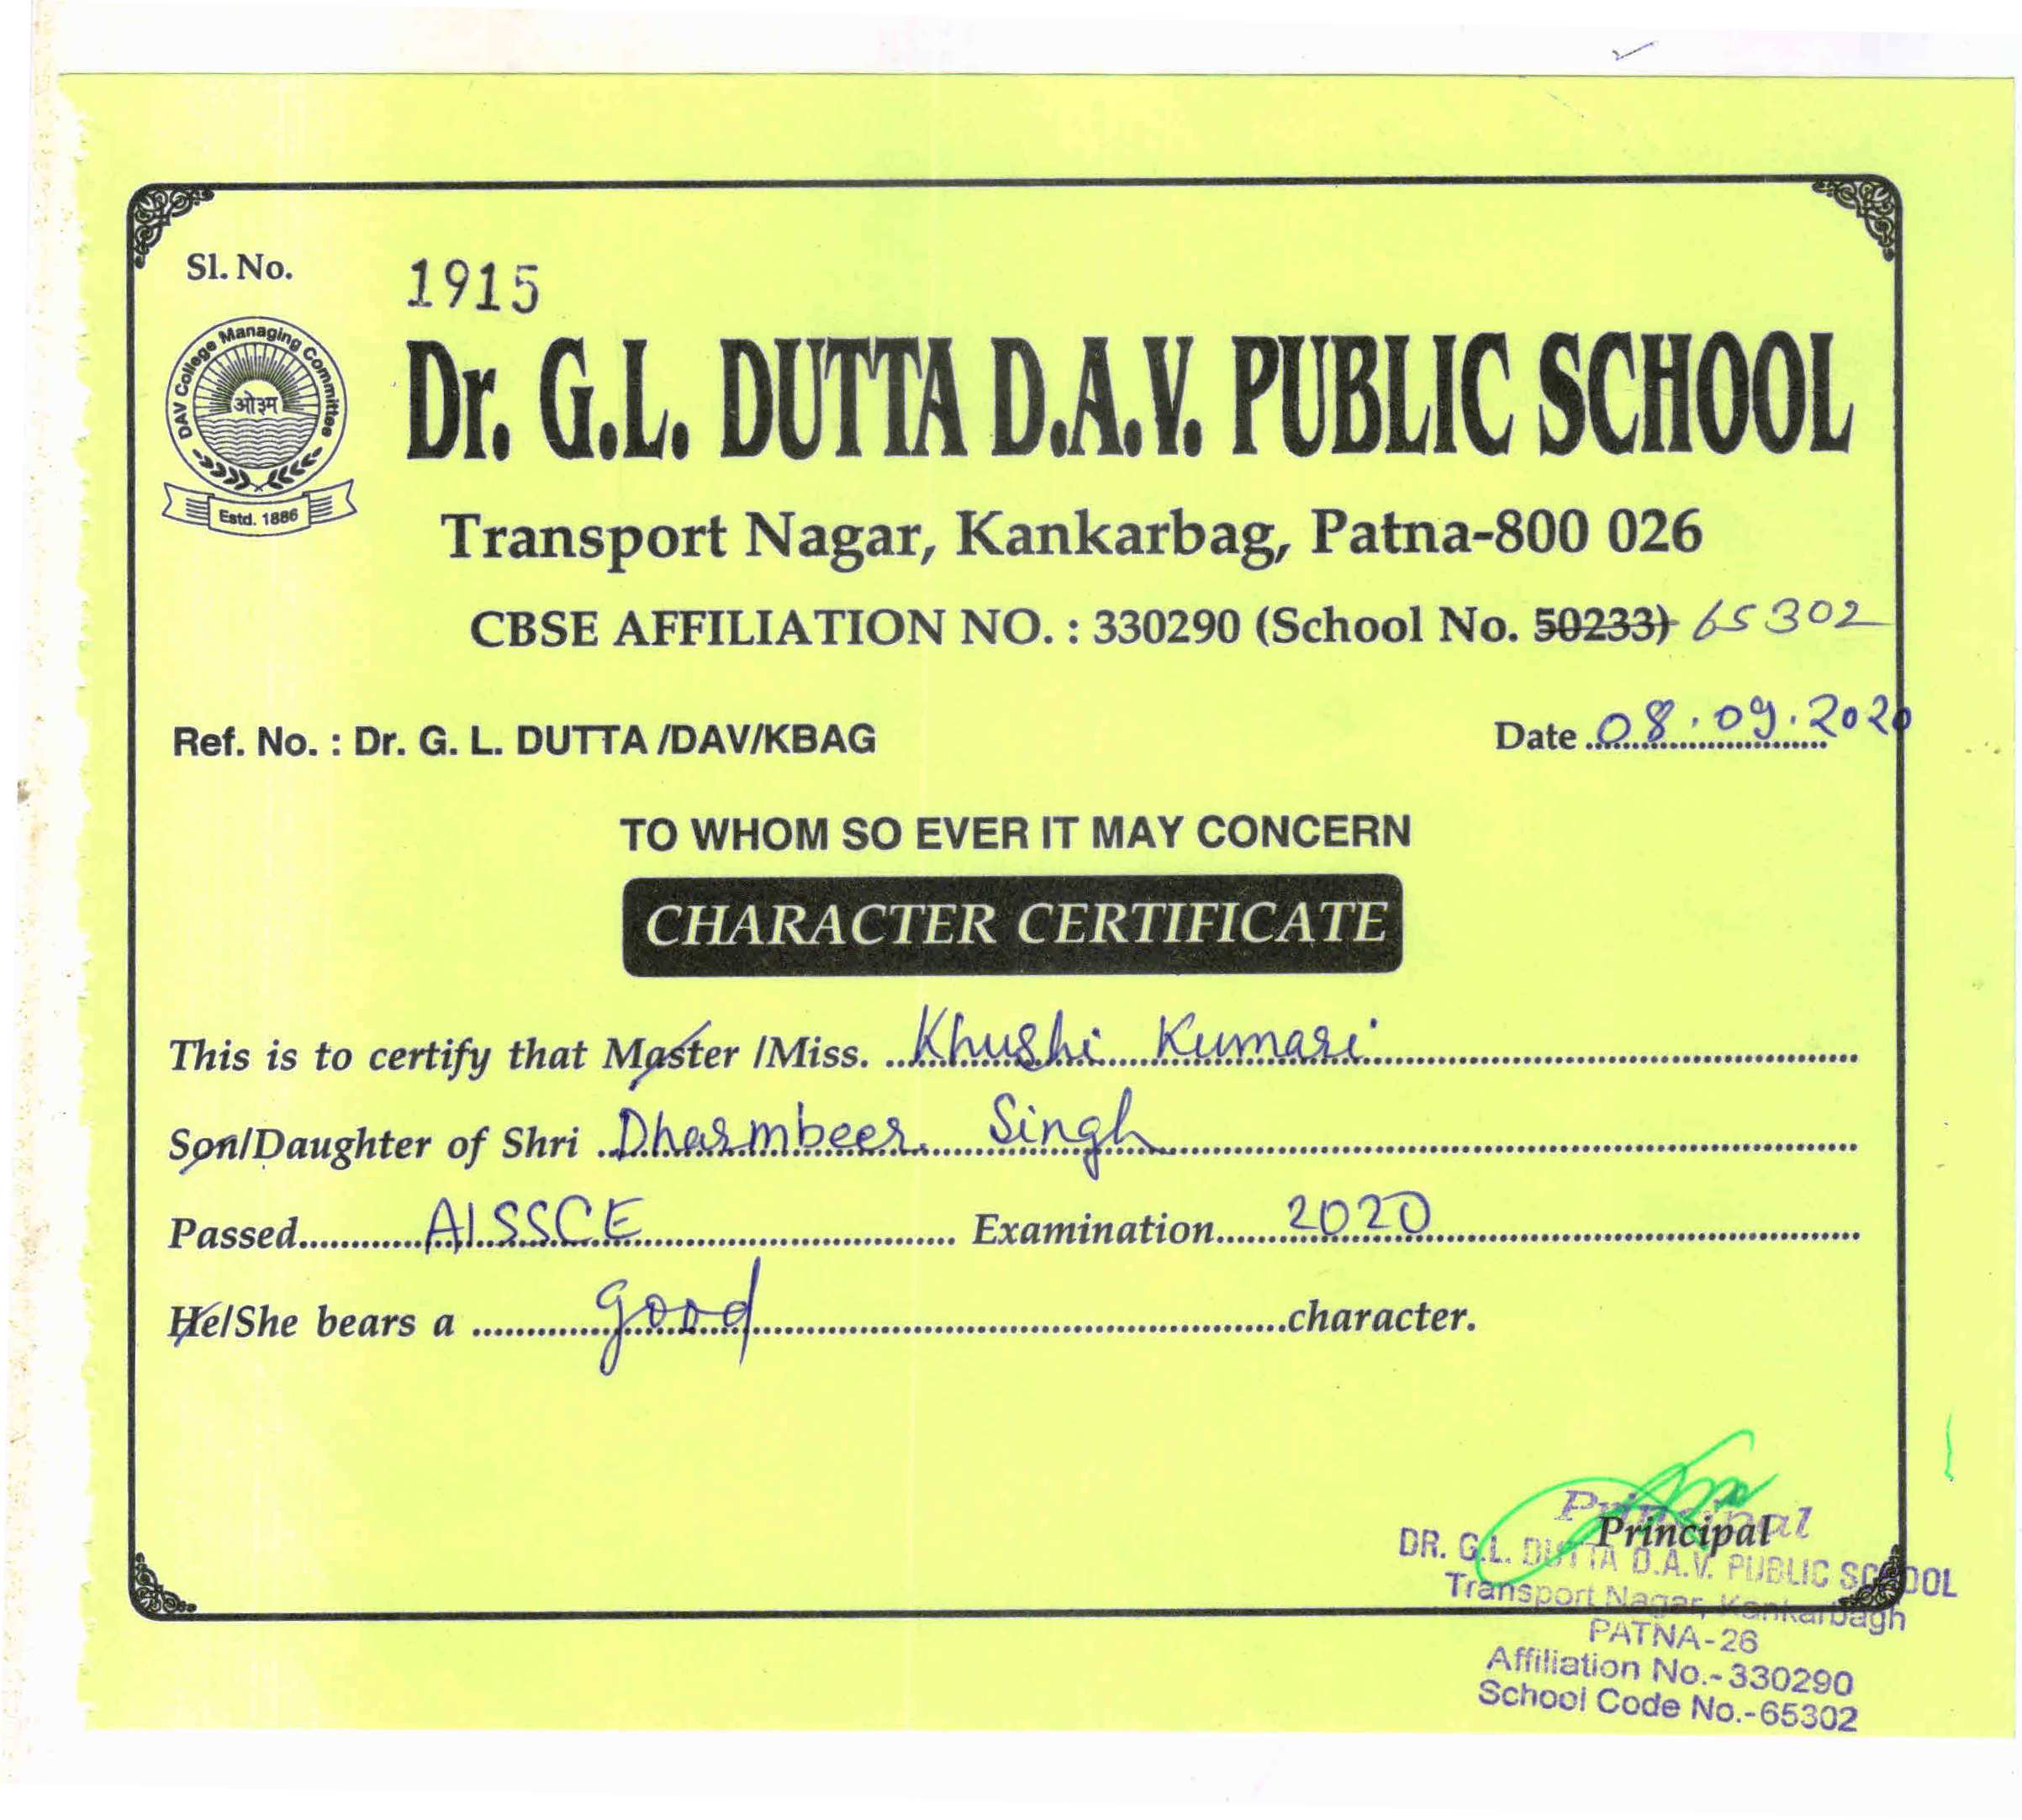 Sl. No. 1915
DAV College Managing Committee
ओ३म्
Estd. 1886
Dr. G.L. DUTTA D.A.V. PUBLIC SCHOOL
Transport Nagar, Kankarbag, Patna-800 026
CBSE AFFILIATION NO. : 330290 (School No. 50233) 65302
Ref. No. : Dr. G. L. DUTTA /DAV/KBAG Date 08.09.2020
TO WHOM SO EVER IT MAY CONCERN
CHARACTER CERTIFICATE
This is to certify that Master /Miss. Khushi Kumari
Son/Daughter of Shri Dharmbeer Singh
Passed AISSCE Examination 2020
He/She bears a good character.
Principal
Principal
DR. G.L. DUTTA D.A.V. PUBLIC SCHOOL
Transport Nagar, Kankarbagh
PATNA-26
Affiliation No.-330290
School Code No.-65302